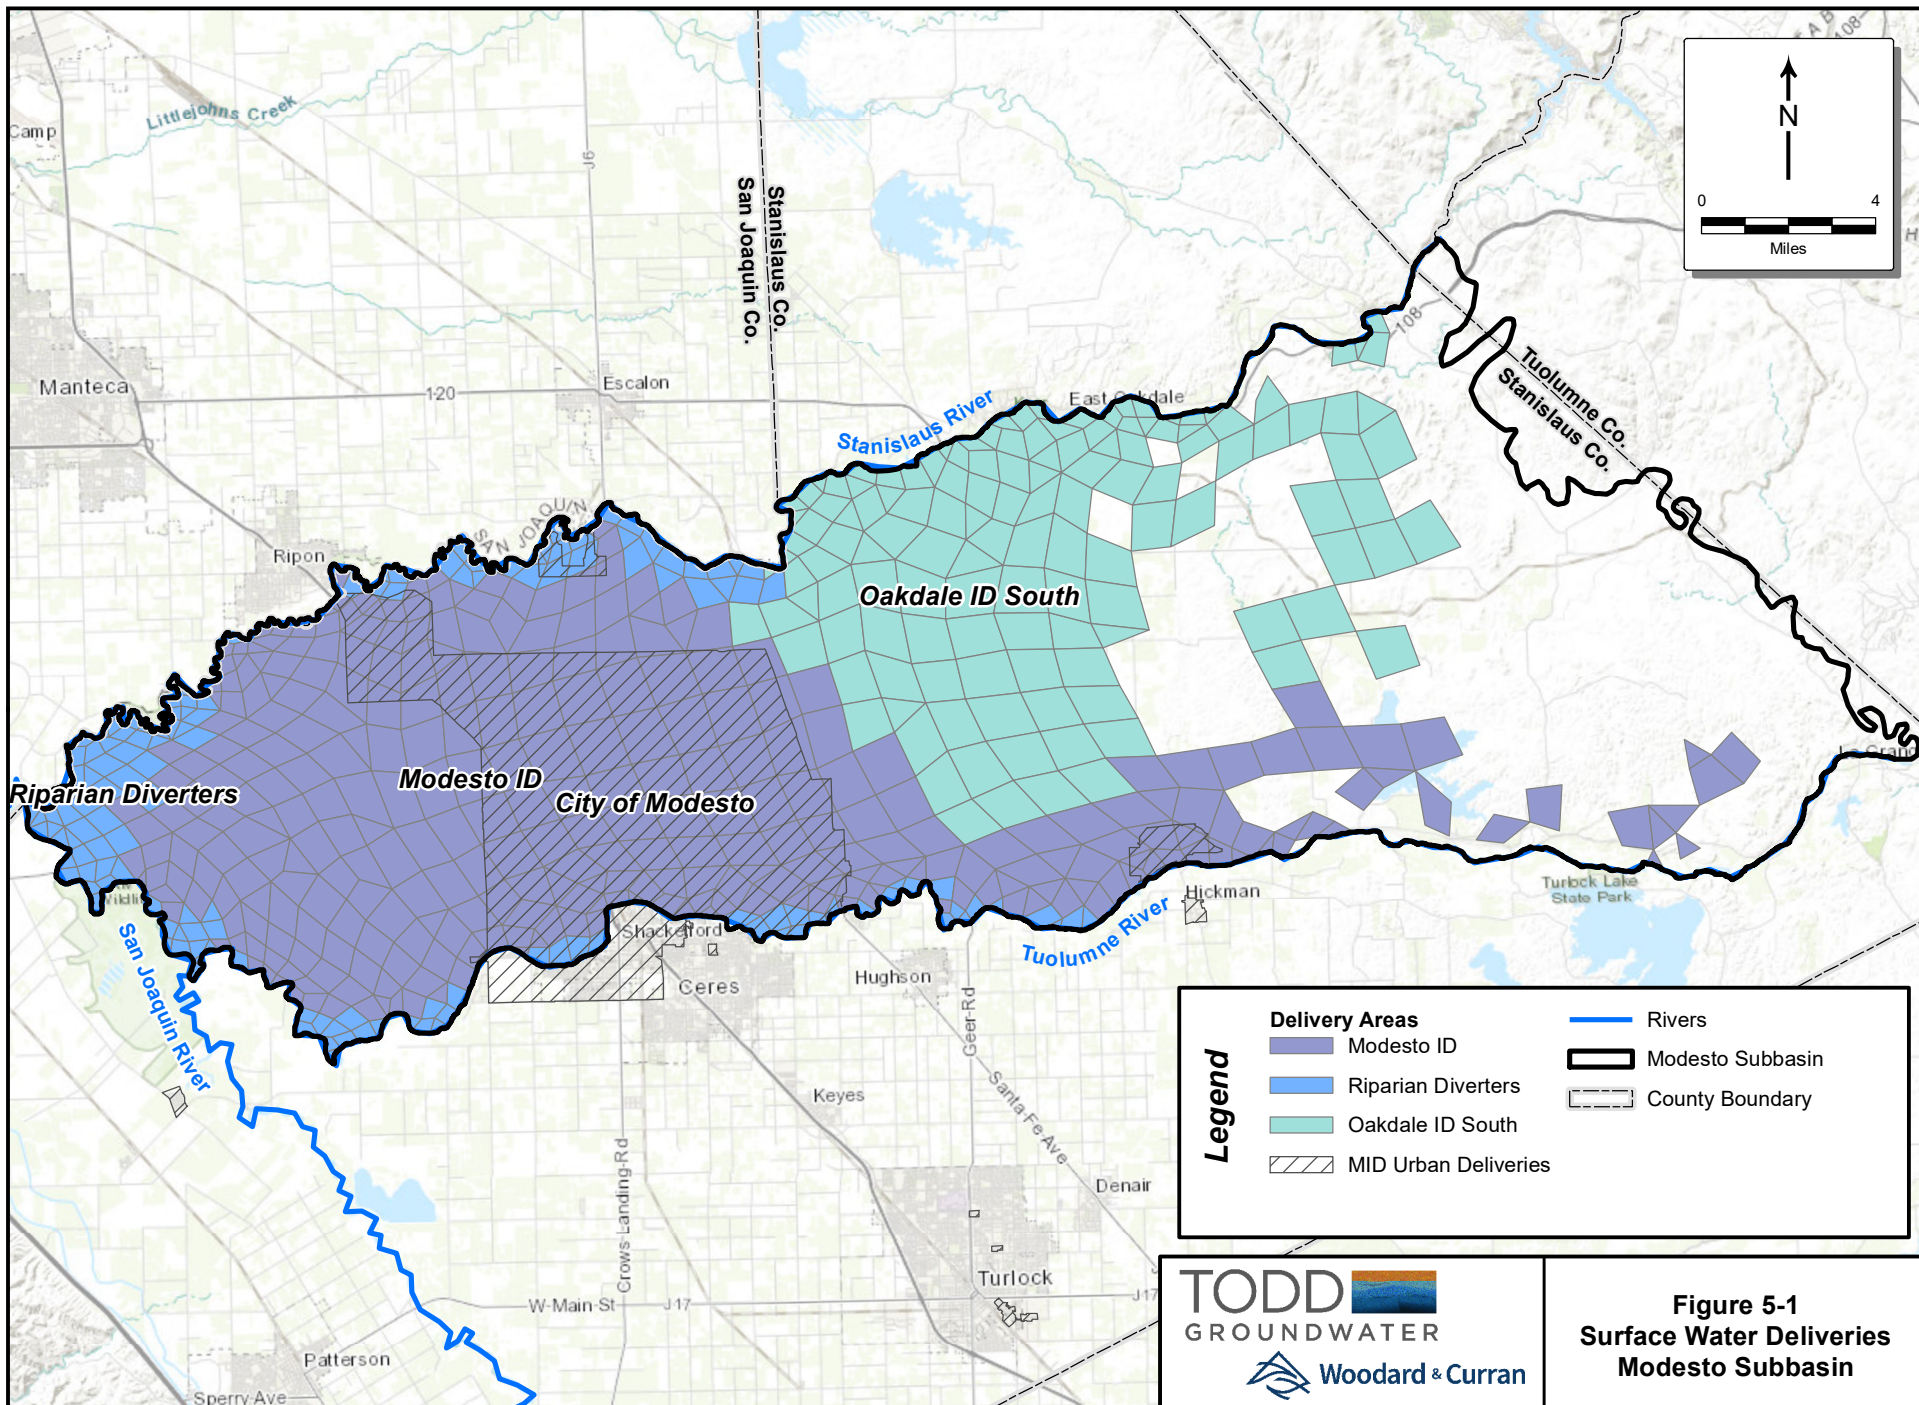 Littlejohns Creek
Camp
J6
San Joaquin Co.
Stanislaus Co.
108
N
0 4
Miles
108
Tuolumne Co.
Stanislaus Co.
Manteca
120
Escalon
Stanislaus River
East Oakdale
SAN JOAQUIN
Ripon
Oakdale ID South
Riparian Diverters
Modesto ID
City of Modesto
La Grange
Turlock Lake
State Park
Hickman
Tuolumne River
Shackelford
Ceres
Hughson
San Joaquin River
Geer-Rd
Santa-Fe-Ave
Keyes
Crows-Landing-Rd
Denair
Turlock
W-Main-St
J17
J17
Patterson
Sperry-Ave
Legend
Delivery Areas
Modesto ID
Riparian Diverters
Oakdale ID South
MID Urban Deliveries
Rivers
Modesto Subbasin
County Boundary
TODD
GROUNDWATER
Woodard & Curran
Figure 5-1
Surface Water Deliveries
Modesto Subbasin